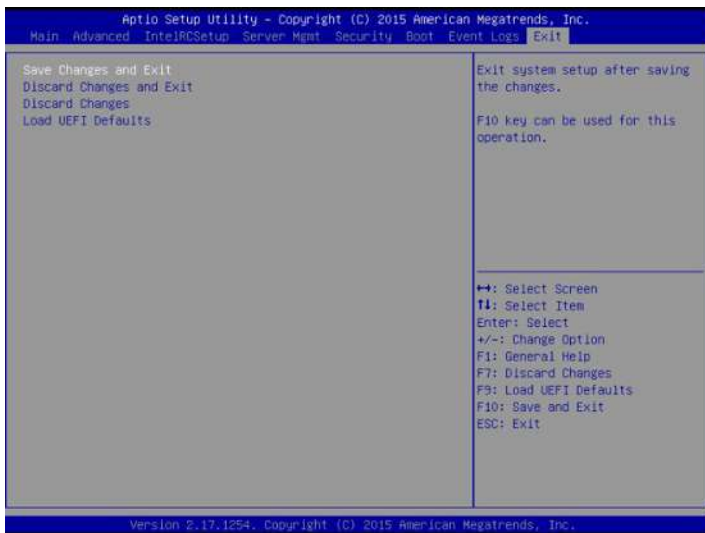 Aptio Setup Utility – Copyright (C) 2015 American Megatrends, Inc.
Main Advanced IntelRCSetup Server Mgmt Security Boot Event Logs Exit
Save Changes and Exit
Discard Changes and Exit
Discard Changes
Load UEFI Defaults
Exit system setup after saving
the changes.
F10 key can be used for this
operation.
↔: Select Screen
↑↓: Select Item
Enter: Select
+/-: Change Option
F1: General Help
F7: Discard Changes
F9: Load UEFI Defaults
F10: Save and Exit
ESC: Exit
Version 2.17.1254. Copyright (C) 2015 American Megatrends, Inc.